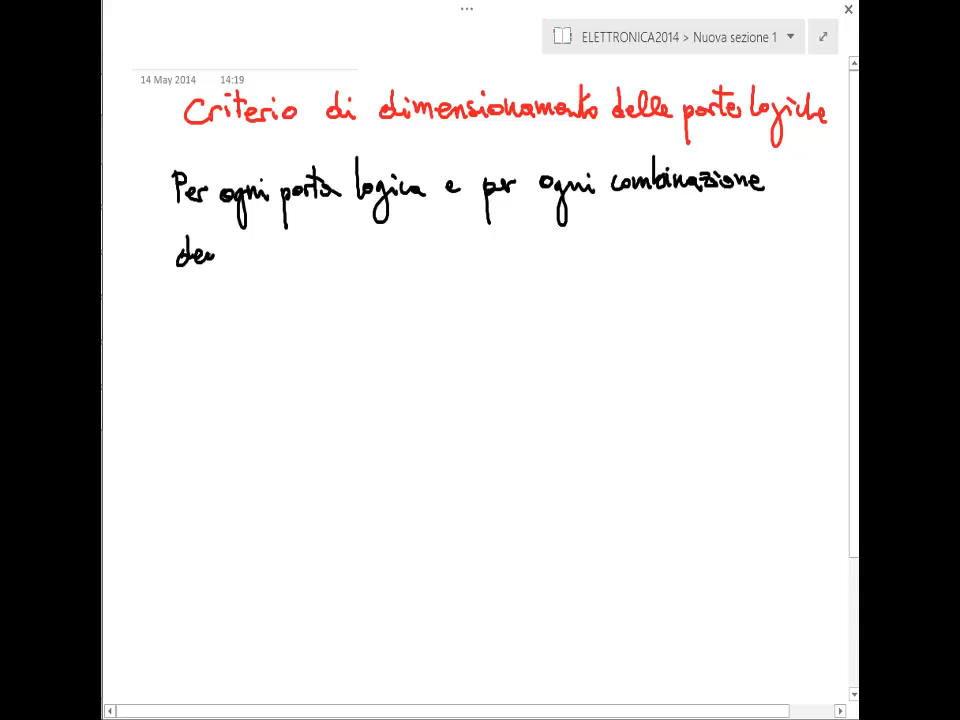 ELETTRONICA2014 > Nuova sezione 1
14 May 2014 14:19
Criterio di dimensionamento delle porte logiche
Per ogni porta logica e per ogni combinazione